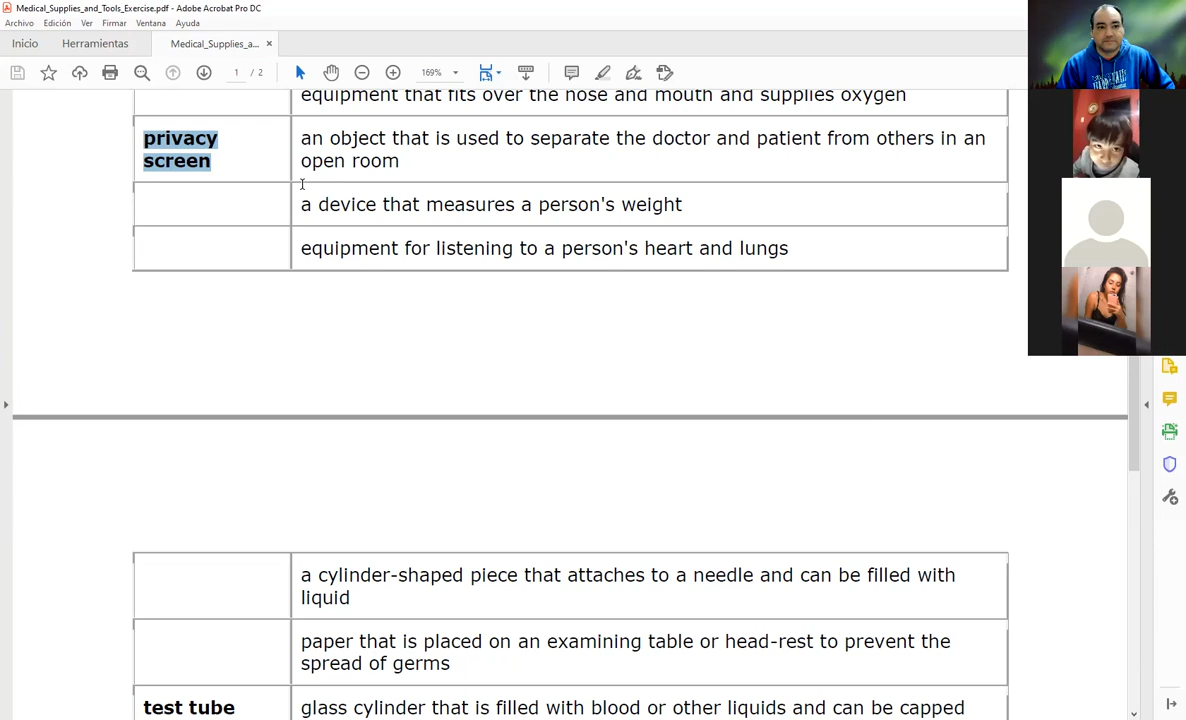 Medical_Supplies_and_Tools_Exercise.pdf - Adobe Acrobat Pro DC
Archivo Edición Ver Firmar Ventana Ayuda
Inicio Herramientas Medical_Supplies_a... ×
1 / 2 169%
equipment that fits over the nose and mouth and supplies oxygen
privacy screen
an object that is used to separate the doctor and patient from others in an
open room
a device that measures a person's weight
equipment for listening to a person's heart and lungs
a cylinder-shaped piece that attaches to a needle and can be filled with
liquid
paper that is placed on an examining table or head-rest to prevent the
spread of germs
test tube glass cylinder that is filled with blood or other liquids and can be capped